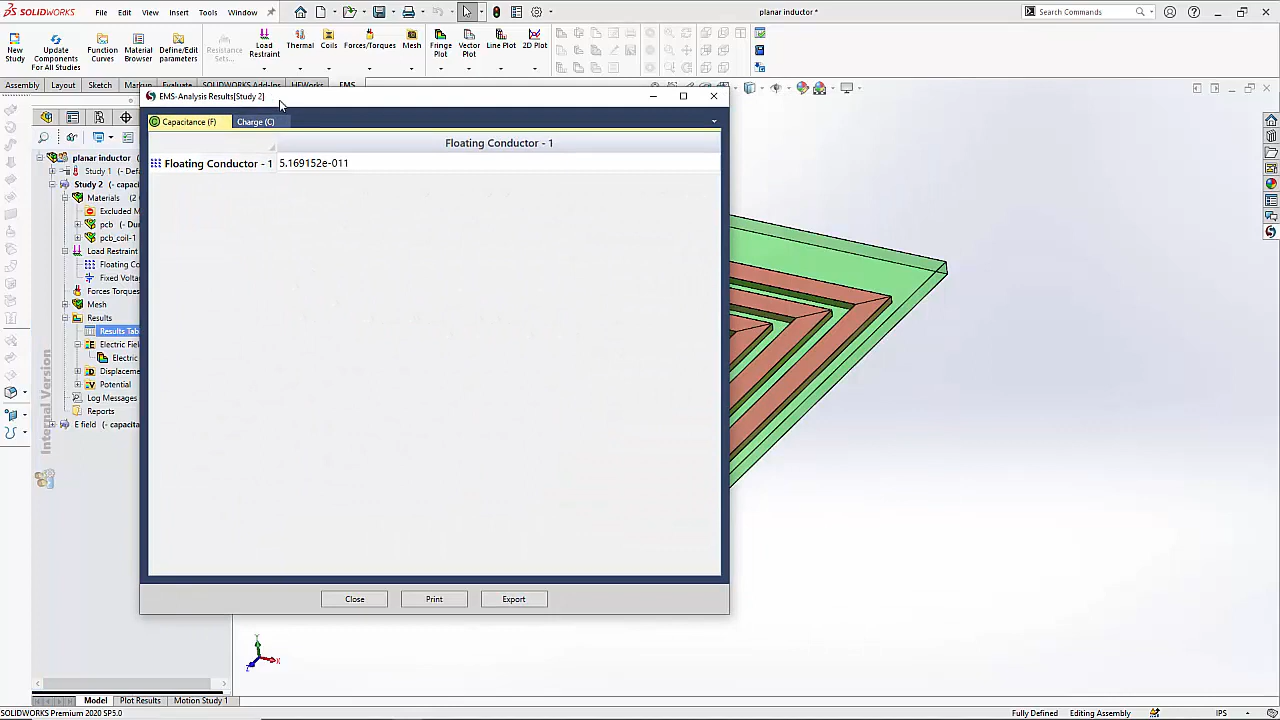 SOLIDWORKS File Edit View Insert Tools Window planar inductor * Search Commands
New Study
Update Components For All Studies
Function Curves
Material Browser
Define/Edit parameters
Resistance Sets...
Load Restraint
Thermal
Coils
Forces/Torques
Mesh
Fringe Plot
Vector Plot
Line Plot
2D Plot
Assembly Layout Sketch Markup Evaluate SOLIDWORKS Add-Ins HFWorks EMS
EMS-Analysis Results[Study 2]
Capacitance (F) Charge (C)
Floating Conductor - 1
Floating Conductor - 1 5.169152e-011
Close Print Export
planar inductor
Study 1 (- Def
Study 2 (- capaci
Materials (2
Excluded M
pcb (- Du
pcb_coil-1
Load Restraint
Floating Co
Fixed Volta
Forces Torques
Mesh
Results
Results Tab
Electric Fiel
Electric
Displaceme
Potential
Log Messages
Reports
E field (- capacita
Internal Version
Y
X
Z
Model Plot Results Motion Study 1
SOLIDWORKS Premium 2020 SP5.0 Fully Defined Editing Assembly IPS